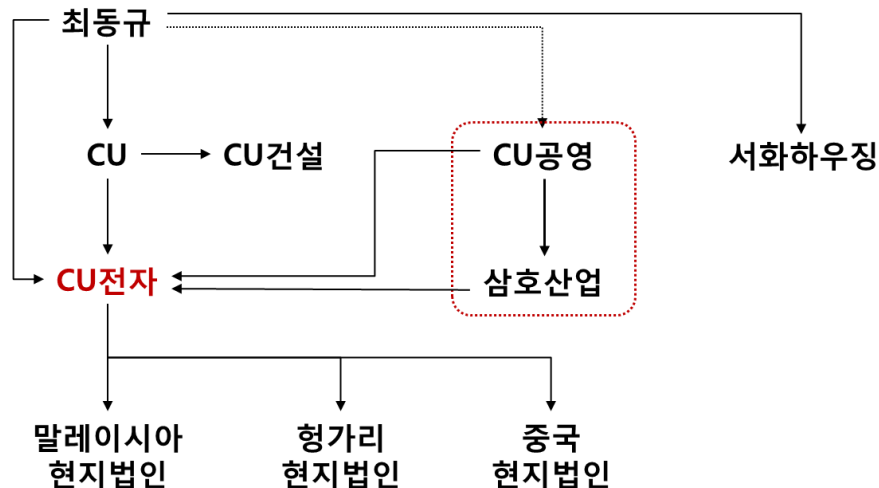 최동규
CU
CU건설
CU공영
서화하우징
CU전자
삼호산업
말레이시아
현지법인
헝가리
현지법인
중국
현지법인